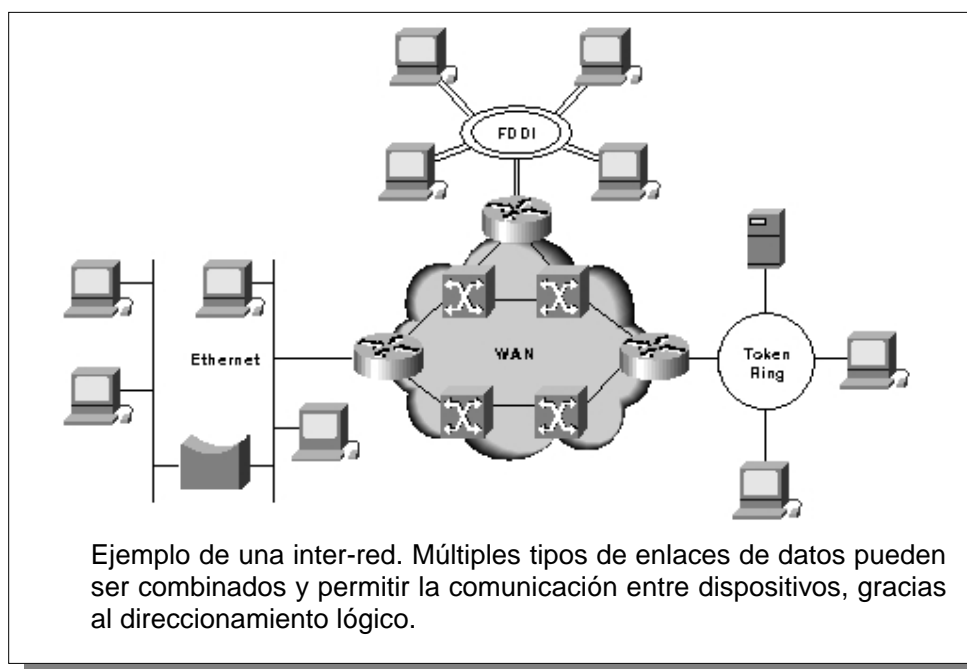 FDDI
Ethernet
WAN
Token
Ring
Ejemplo de una inter-red. Múltiples tipos de enlaces de datos pueden
ser combinados y permitir la comunicación entre dispositivos, gracias
al direccionamiento lógico.